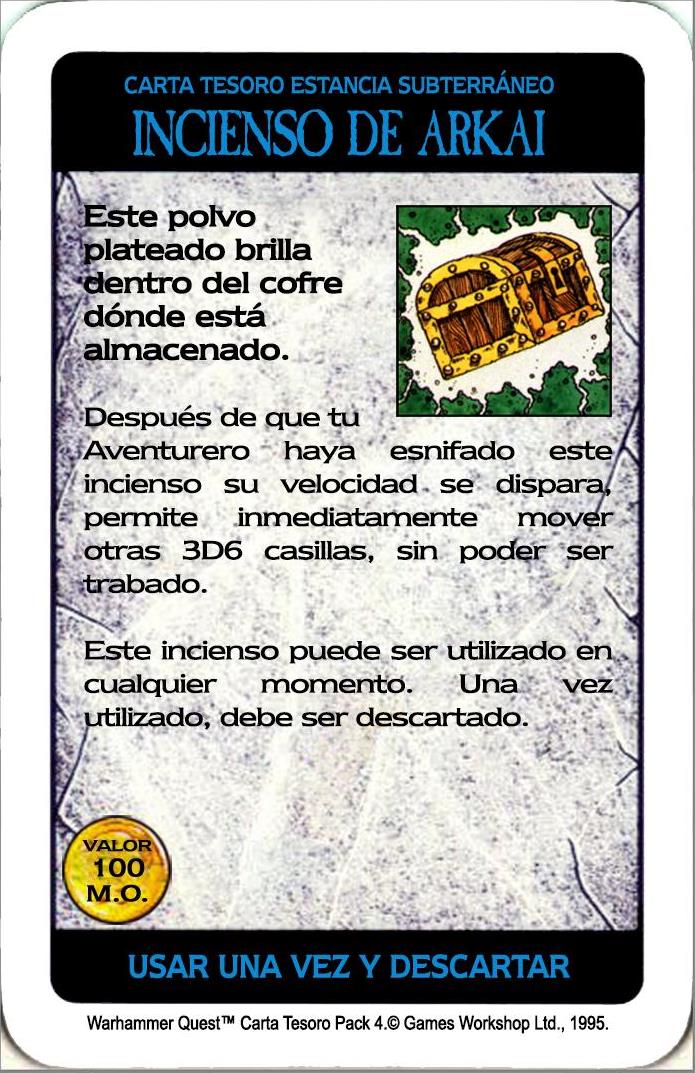 CARTA TESORO ESTANCIA SUBTERRÁNEO
INCIENSO DE ARKAI
Este polvo
plateado brilla
dentro del cofre
dónde está
almacenado.
Después de que tu
Aventurero haya esnifado este
incienso su velocidad se dispara,
permite inmediatamente mover
otras 3D6 casillas, sin poder ser
trabado.
Este incienso puede ser utilizado en
cualquier momento. Una vez
utilizado, debe ser descartado.
VALOR
100
M.O.
USAR UNA VEZ Y DESCARTAR
Warhammer Quest™ Carta Tesoro Pack 4.© Games Workshop Ltd., 1995.